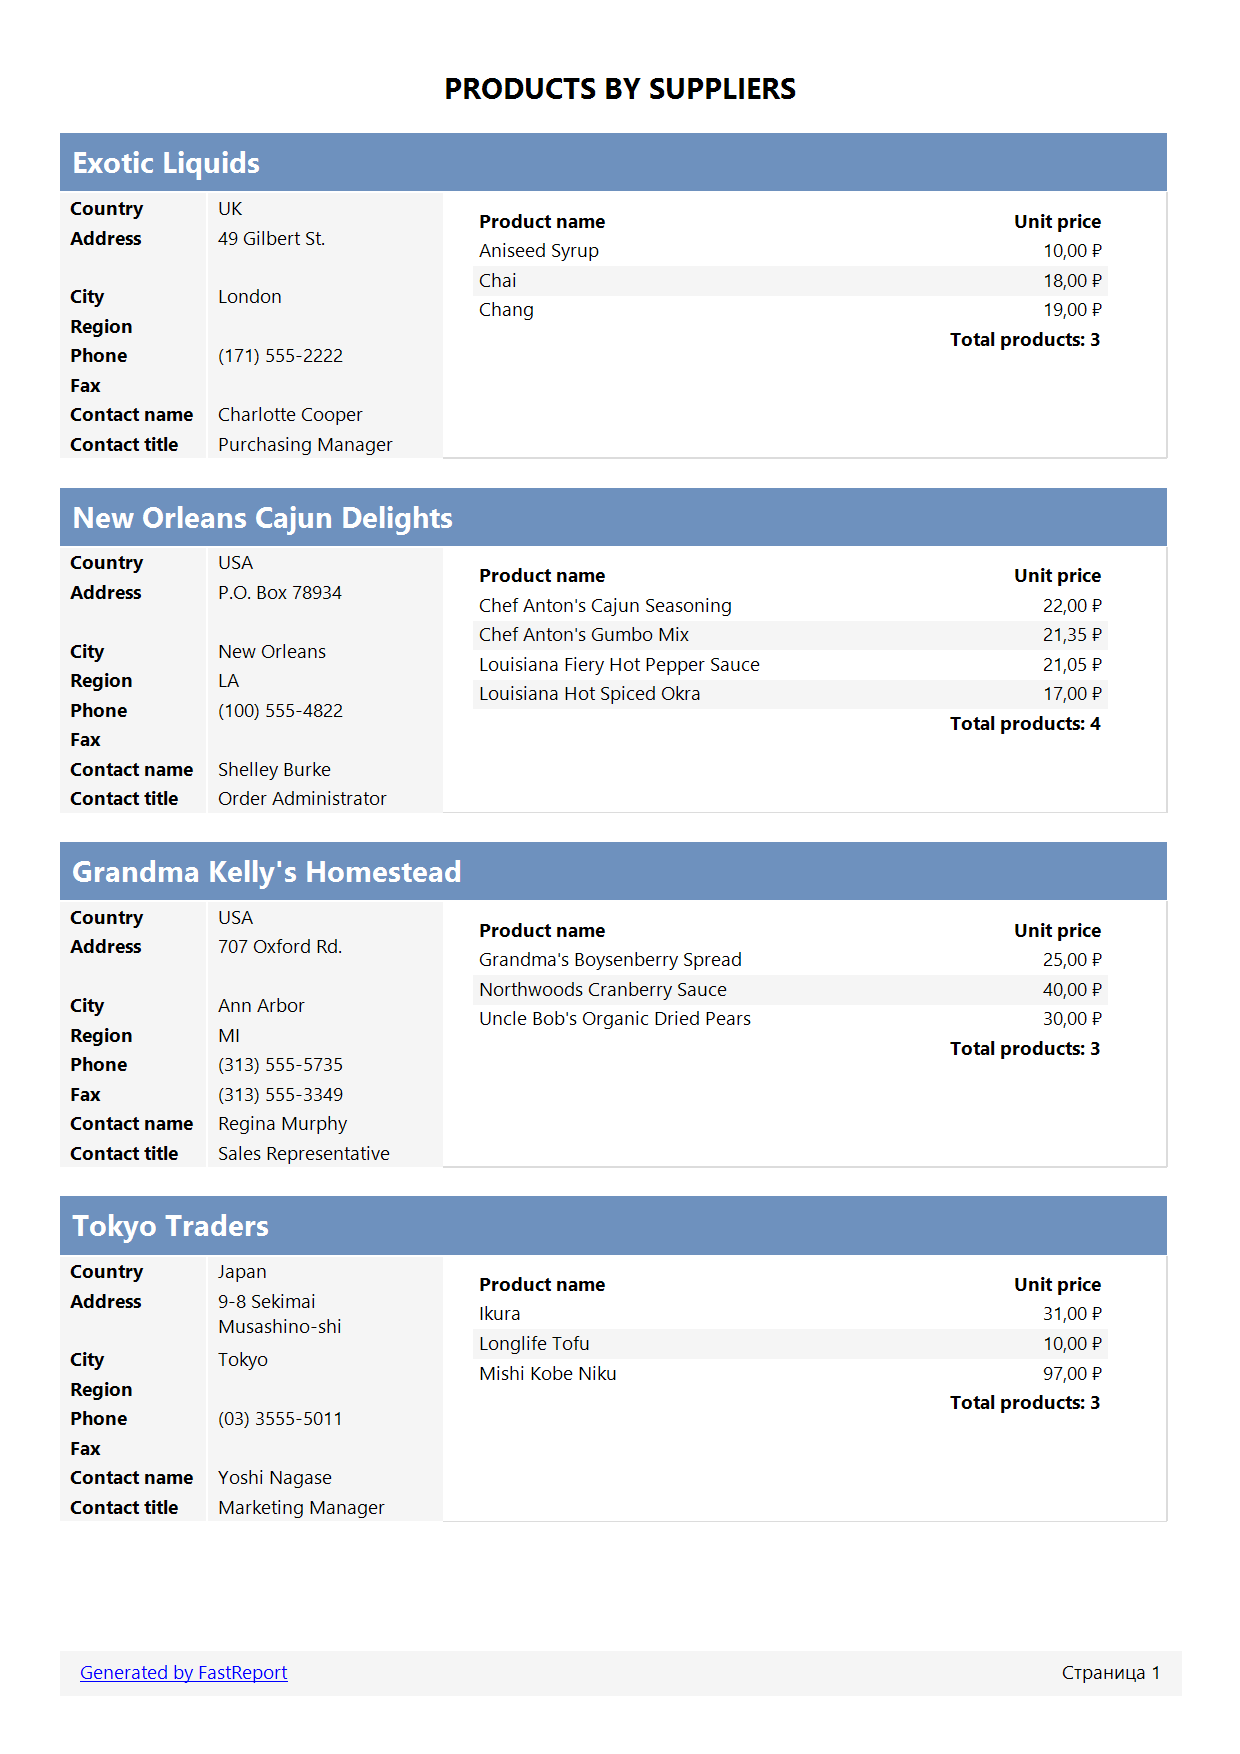 PRODUCTS BY SUPPLIERS
Exotic Liquids
Country UK
Address 49 Gilbert St.
City London
Region
Phone (171) 555-2222
Fax
Contact name Charlotte Cooper
Contact title Purchasing Manager
Product name Unit price
Aniseed Syrup 10,00 ₽
Chai 18,00 ₽
Chang 19,00 ₽
Total products: 3
New Orleans Cajun Delights
Country USA
Address P.O. Box 78934
City New Orleans
Region LA
Phone (100) 555-4822
Fax
Contact name Shelley Burke
Contact title Order Administrator
Product name Unit price
Chef Anton's Cajun Seasoning 22,00 ₽
Chef Anton's Gumbo Mix 21,35 ₽
Louisiana Fiery Hot Pepper Sauce 21,05 ₽
Louisiana Hot Spiced Okra 17,00 ₽
Total products: 4
Grandma Kelly's Homestead
Country USA
Address 707 Oxford Rd.
City Ann Arbor
Region MI
Phone (313) 555-5735
Fax (313) 555-3349
Contact name Regina Murphy
Contact title Sales Representative
Product name Unit price
Grandma's Boysenberry Spread 25,00 ₽
Northwoods Cranberry Sauce 40,00 ₽
Uncle Bob's Organic Dried Pears 30,00 ₽
Total products: 3
Tokyo Traders
Country Japan
Address 9-8 Sekimai
Musashino-shi
City Tokyo
Region
Phone (03) 3555-5011
Fax
Contact name Yoshi Nagase
Contact title Marketing Manager
Product name Unit price
Ikura 31,00 ₽
Longlife Tofu 10,00 ₽
Mishi Kobe Niku 97,00 ₽
Total products: 3
Generated by FastReport Страница 1